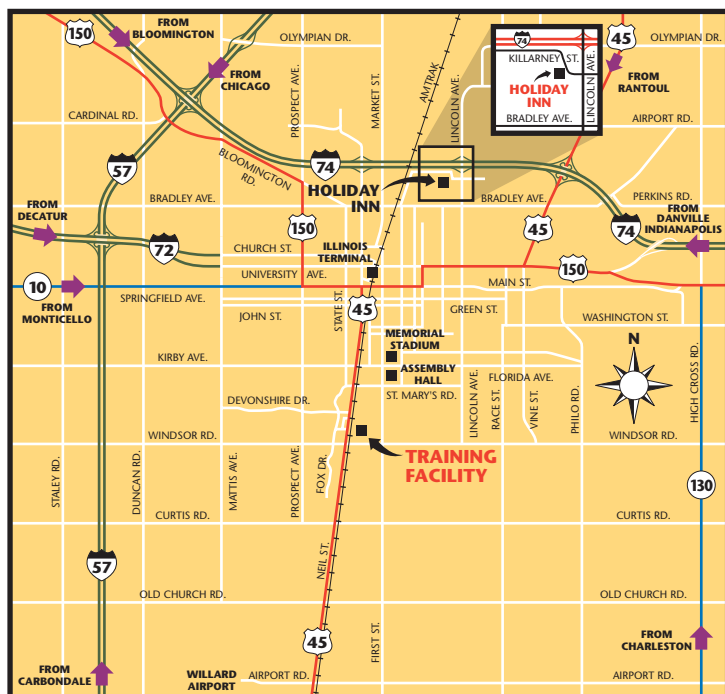 FROM
BLOOMINGTON
150
OLYMPIAN DR.
FROM
CHICAGO
PROSPECT AVE.
MARKET ST.
AMTRAK
LINCOLN AVE.
74
KILLARNEY ST.
HOLIDAY
INN
BRADLEY AVE.
LINCOLN AVE.
45
OLYMPIAN DR.
FROM
RANTOUL
CARDINAL RD.
AIRPORT RD.
57
BLOOMINGTON
RD.
74
HOLIDAY
INN
BRADLEY AVE.
BRADLEY AVE.
PERKINS RD.
FROM
DECATUR
72
150
45
74
FROM
DANVILLE
INDIANAPOLIS
CHURCH ST.
UNIVERSITY AVE.
ILLINOIS
TERMINAL
150
10
FROM
MONTICELLO
SPRINGFIELD AVE.
MAIN ST.
JOHN ST.
STATE ST.
45
GREEN ST.
WASHINGTON ST.
KIRBY AVE.
MEMORIAL
STADIUM
ASSEMBLY
HALL
N
FLORIDA AVE.
ST. MARY'S RD.
DEVONSHIRE DR.
LINCOLN AVE.
RACE ST.
VINE ST.
PHILO RD.
HIGH CROSS RD.
WINDSOR RD.
WINDSOR RD.
TRAINING
FACILITY
STALEY RD.
DUNCAN RD.
MATTIS AVE.
PROSPECT AVE.
FOX DR.
130
CURTIS RD.
CURTIS RD.
57
NEIL ST.
OLD CHURCH RD.
OLD CHURCH RD.
45
FIRST ST.
FROM
CHARLESTON
FROM
CARBONDALE
WILLARD
AIRPORT
AIRPORT RD.
AIRPORT RD.